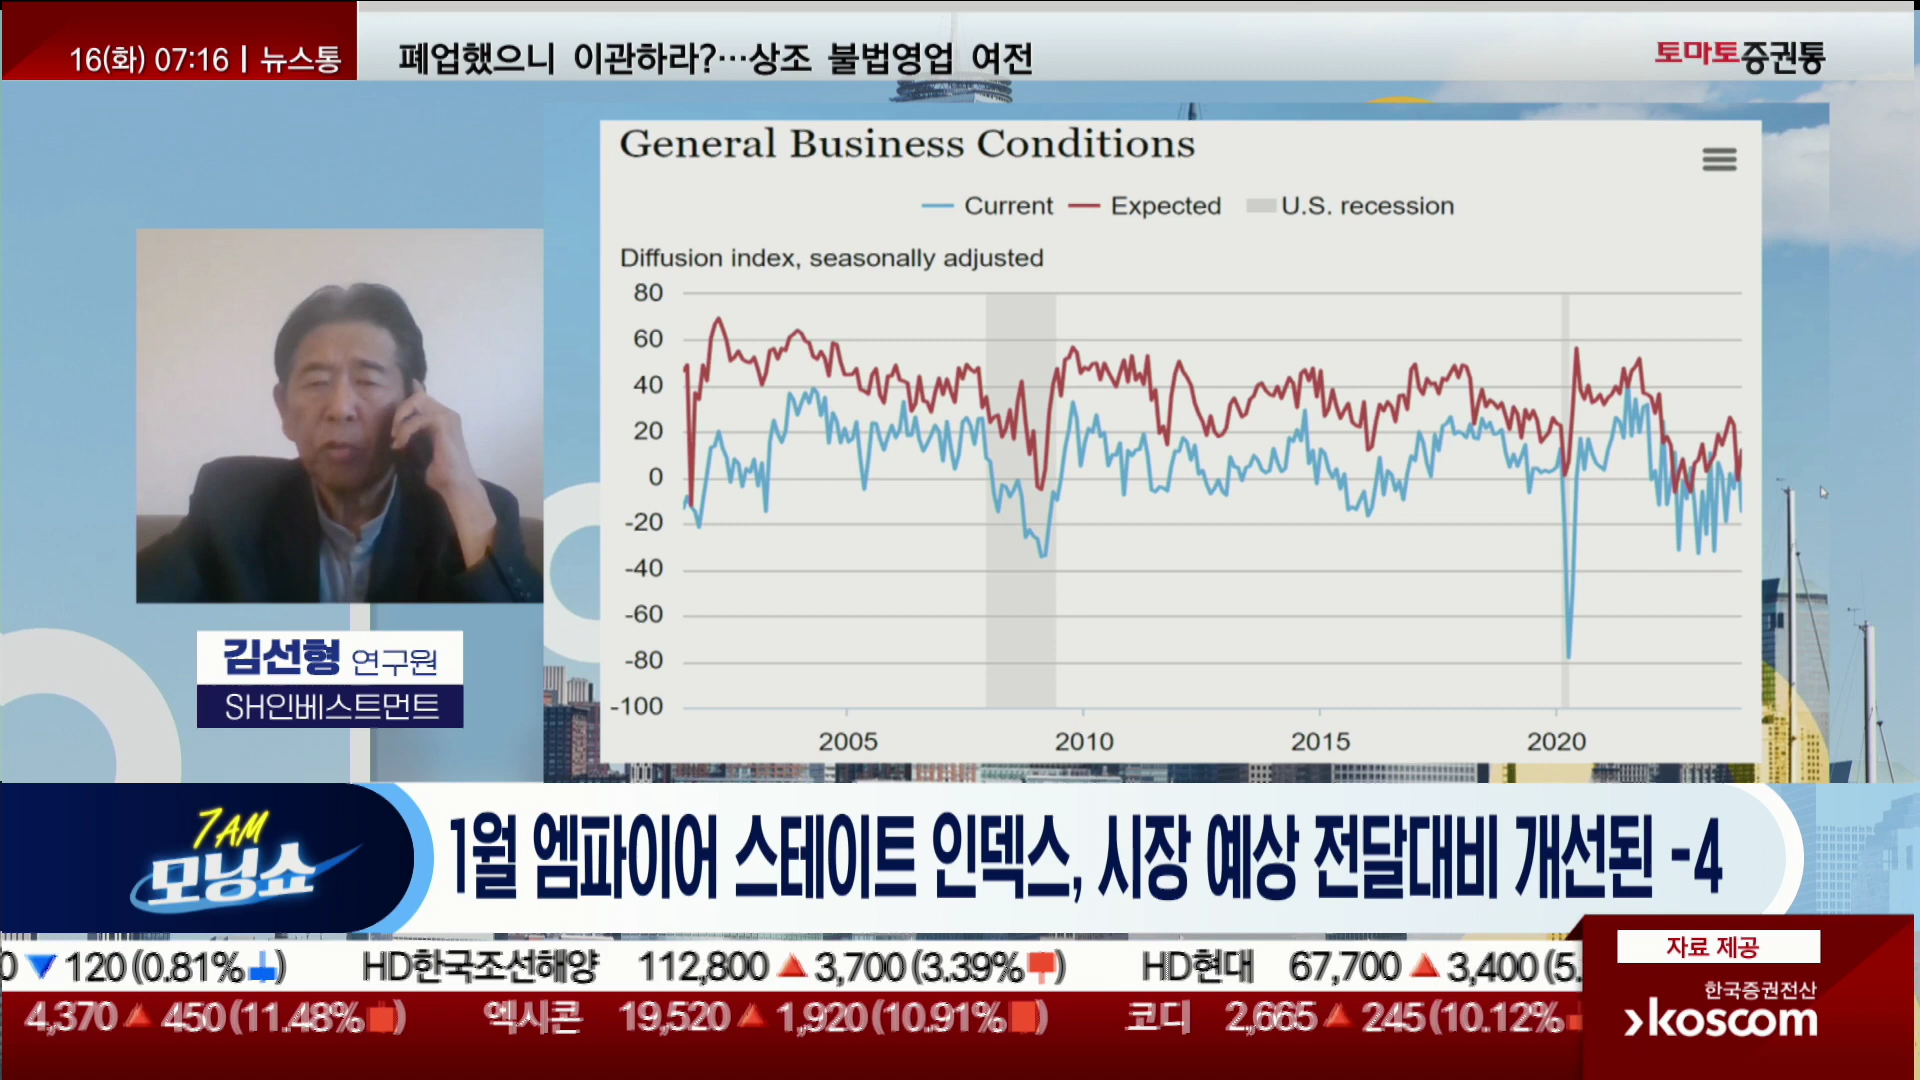 16(화) 07:16 | 뉴스통
폐업했으니 이관하라?…상조 불법영업 여전
토마토증권통
General Business Conditions
Current Expected U.S. recession
Diffusion index, seasonally adjusted
80
60
40
20
0
-20
-40
-60
-80
-100
2005 2010 2015 2020
김선형 연구원
SH인베스트먼트
7AM
모닝쇼
1월 엠파이어 스테이트 인덱스, 시장 예상 전달대비 개선된 -4
0 ▼ 120 (0.81%) HD한국조선해양 112,800 ▲ 3,700 (3.39%) HD현대 67,700 ▲ 3,400 (5.
4,370 ▲ 450 (11.48%) 엑시콘 19,520 ▲ 1,920 (10.91%) 코디 2,665 ▲ 245 (10.12%
자료 제공
한국증권전산
koscom